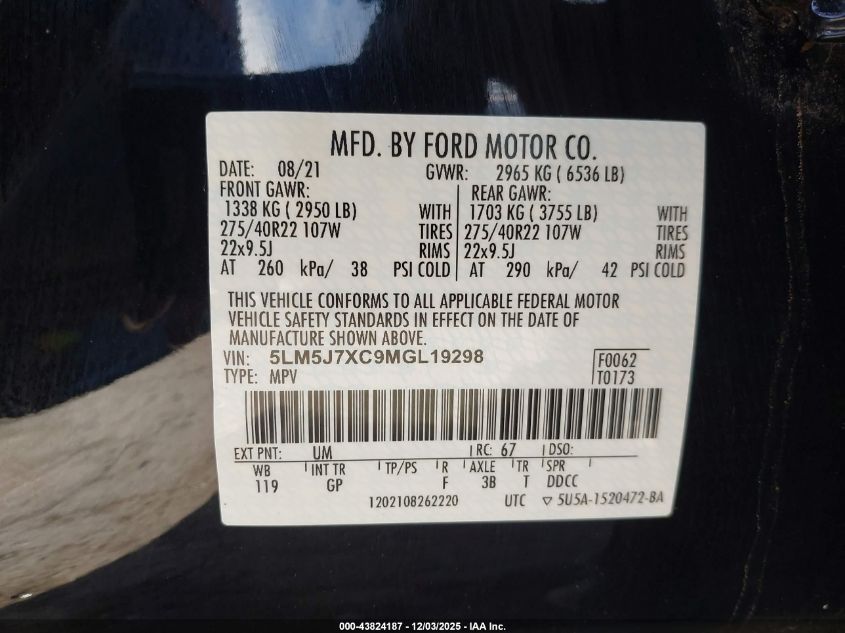 MFD. BY FORD MOTOR CO.
DATE: 08/21 GVWR: 2965 KG ( 6536 LB)
FRONT GAWR: REAR GAWR:
1338 KG ( 2950 LB) WITH 1703 KG ( 3755 LB) WITH
275/40R22 107W TIRES 275/40R22 107W TIRES
22x9.5J RIMS 22x9.5J RIMS
AT 260 kPa/ 38 PSI COLD AT 290 kPa/ 42 PSI COLD
THIS VEHICLE CONFORMS TO ALL APPLICABLE FEDERAL MOTOR
VEHICLE SAFETY STANDARDS IN EFFECT ON THE DATE OF
MANUFACTURE SHOWN ABOVE.
VIN: 5LM5J7XC9MGL19298 F0062
TYPE: MPV T0173
EXT PNT: UM RC: 67 DSO:
WB INT TR TP/PS R AXLE TR SPR
119 GP F 3B T DDCC
1202108262220 UTC ▽ 5U5A-1520472-BA
000-43824187 - 12/03/2025 - IAA Inc.